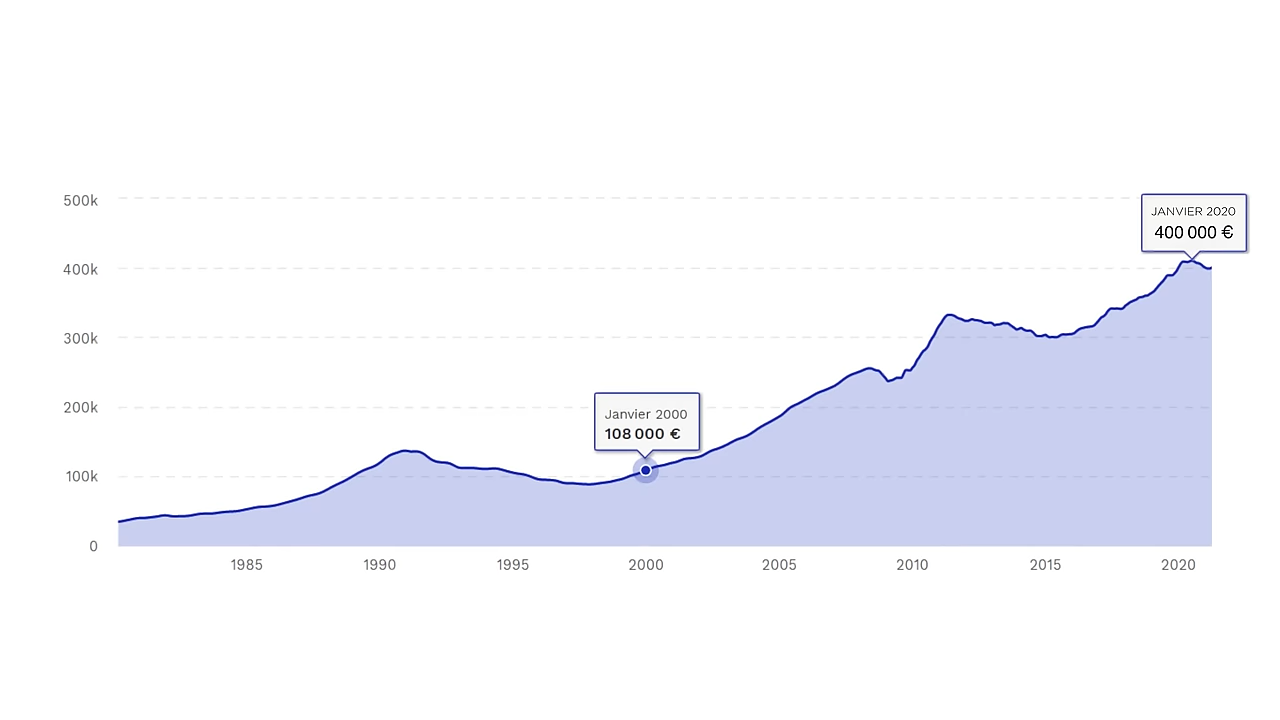 500k
JANVIER 2020
400 000 €
400k
300k
200k
Janvier 2000
108 000 €
100k
0
1985 1990 1995 2000 2005 2010 2015 2020